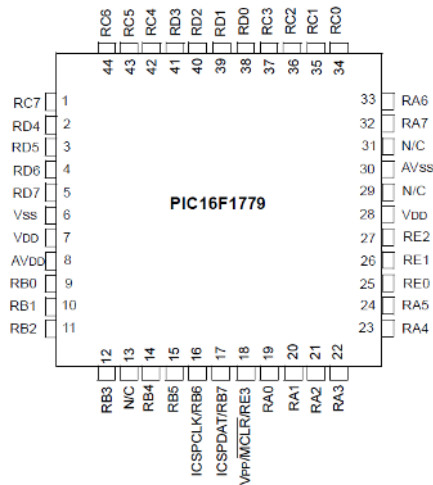 RC6 RC5 RC4 RD3 RD2 RD1 RD0 RC3 RC2 RC1 RC0
44 43 42 41 40 39 38 37 36 35 34
RC7 1 33 RA6
RD4 2 32 RA7
RD5 3 31 N/C
RD6 4 30 AVSS
RD7 5 29 N/C
PIC16F1779
VSS 6 28 VDD
VDD 7 27 RE2
AVDD 8 26 RE1
RB0 9 25 RE0
RB1 10 24 RA5
RB2 11 23 RA4
12 13 14 15 16 17 18 19 20 21 22
RB3 N/C RB4 RB5 ICSPCLK/RB6 ICSPDAT/RB7 VPP/MCLR/RE3 RA0 RA1 RA2 RA3